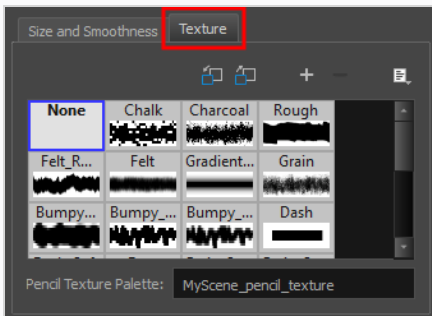 Size and Smoothness Texture
None Chalk Charcoal Rough
Felt_R... Felt Gradient... Grain
Bumpy... Bumpy_... Bumpy_... Dash
Pencil Texture Palette: MyScene_pencil_texture